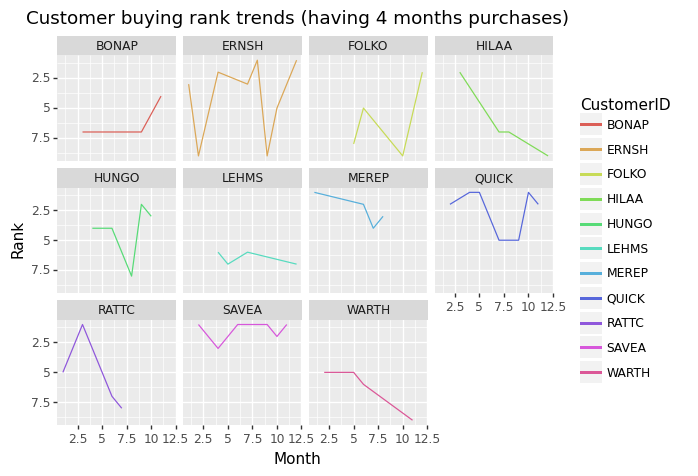 Customer buying rank trends (having 4 months purchases)
BONAP ERNSH FOLKO HILAA
2.5
5
7.5
HUNGO LEHMS MEREP QUICK
2.5
5
7.5
2.5 5 7.5 10 12.5
RATTC SAVEA WARTH
2.5
5
7.5
2.5 5 7.5 10 12.5 2.5 5 7.5 10 12.5 2.5 5 7.5 10 12.5
Month
Rank
CustomerID
BONAP
ERNSH
FOLKO
HILAA
HUNGO
LEHMS
MEREP
QUICK
RATTC
SAVEA
WARTH